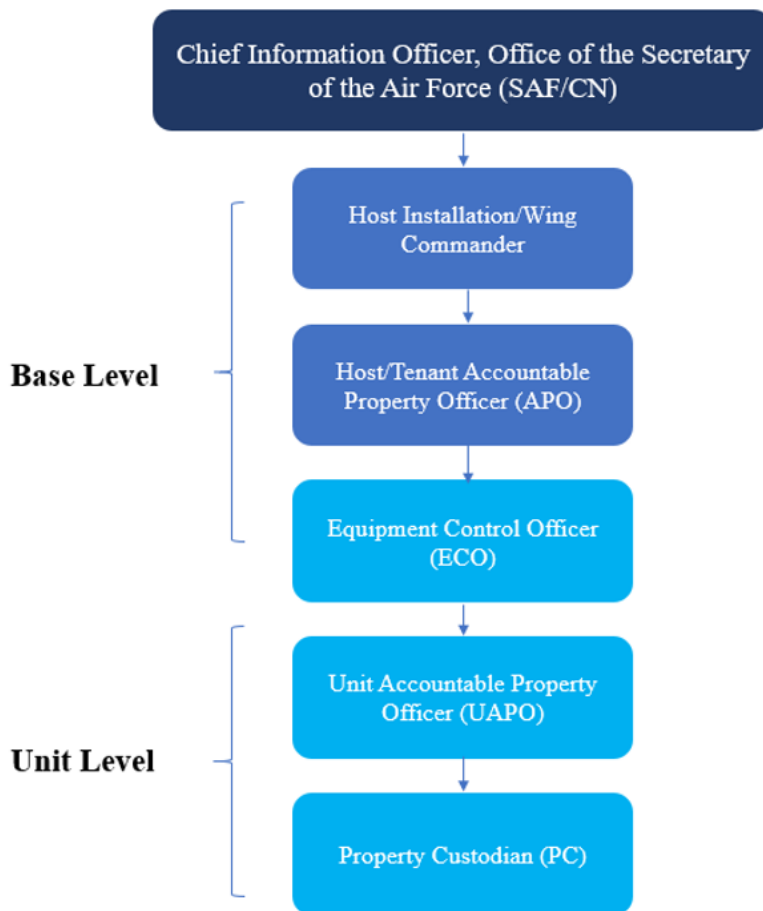 Chief Information Officer, Office of the Secretary
of the Air Force (SAF/CN)
Host Installation/Wing
Commander
Base Level
Host/Tenant Accountable
Property Officer (APO)
Equipment Control Officer
(ECO)
Unit Accountable Property
Officer (UAPO)
Unit Level
Property Custodian (PC)